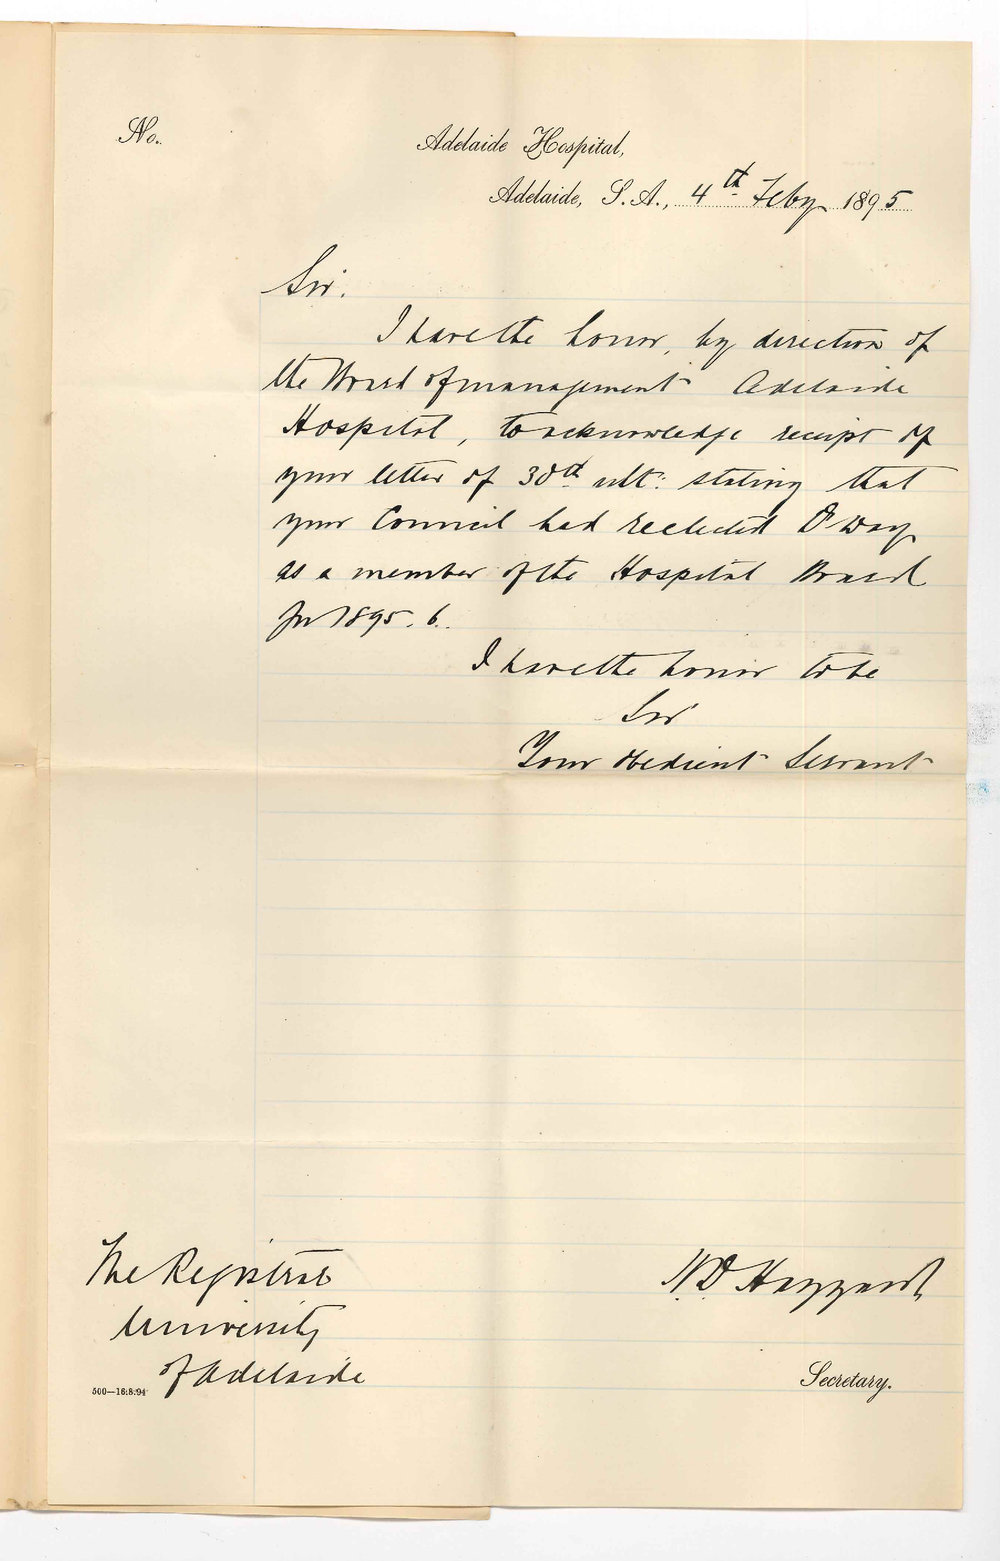 No.
Adelaide Hospital,
Adelaide, S.A., 4th Feby 1895
Sir.
I have the honor, by direction of
the Board of management Adelaide
Hospital, to acknowledge receipt of
your letter of 30th ult: stating that
your Council had reelected Dr Way
as a member of the Hospital Board
for 1895.6.
I have the honor to be
Sir
Your obedient Servant
The Registrar
University
of Adelaide
Secretary.
500—16:8:94